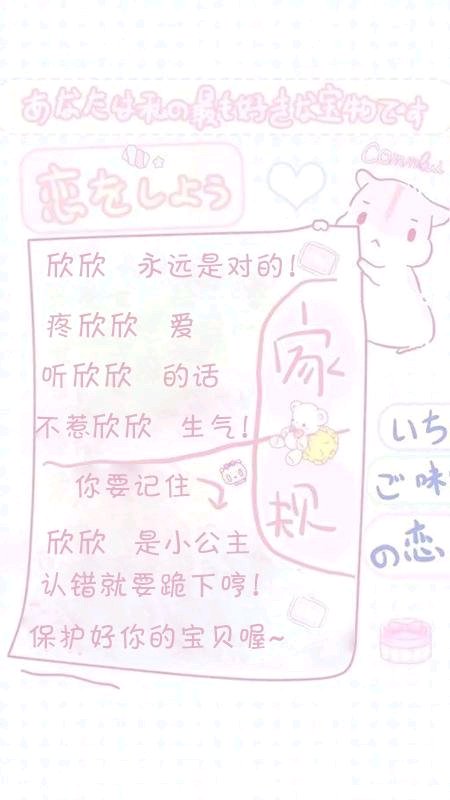 あなたは私の最も好きな宝物です
恋をしよう
欣欣 永远是对的!
疼欣欣 爱
听欣欣 的话
不惹欣欣 生气!
家规
你要记住
欣欣 是小公主
认错就要跪下哼!
保护好你的宝贝喔~
いち
ご味
の恋